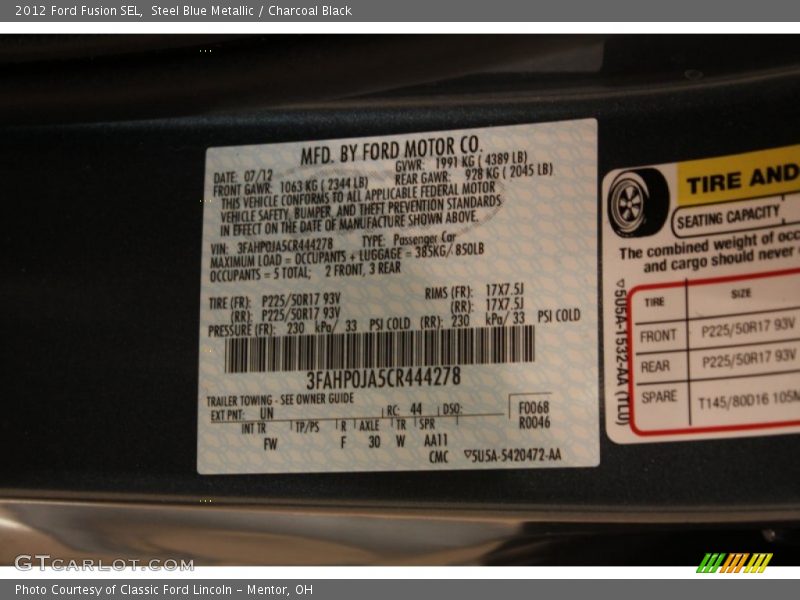 2012 Ford Fusion SEL, Steel Blue Metallic / Charcoal Black
MFD. BY FORD MOTOR CO.
DATE: 07/12 GVWR: 1991 KG ( 4389 LB)
FRONT GAWR: 1063 KG ( 2344 LB) REAR GAWR: 928 KG ( 2045 LB)
THIS VEHICLE CONFORMS TO ALL APPLICABLE FEDERAL MOTOR
VEHICLE SAFETY, BUMPER, AND THEFT PREVENTION STANDARDS
IN EFFECT ON THE DATE OF MANUFACTURE SHOWN ABOVE.
VIN: 3FAHP0JA5CR444278 TYPE: Passenger Car
MAXIMUM LOAD = OCCUPANTS + LUGGAGE = 385KG/ 850LB
OCCUPANTS = 5 TOTAL; 2 FRONT, 3 REAR
TIRE (FR): P225/50R17 93V RIMS (FR): 17X7.5J
(RR): P225/50R17 93V (RR): 17X7.5J
PRESSURE (FR): 230 kPa/ 33 PSI COLD (RR): 230 kPa/ 33 PSI COLD
3FAHP0JA5CR444278
TRAILER TOWING - SEE OWNER GUIDE
EXT PNT: UN RC: 44 DSO: F0068
R0046
INT TR TP/PS R AXLE TR SPR
FW F 30 W AA11
CMC ▽5U5A-5420472-AA
TIRE AND
SEATING CAPACITY
The combined weight of occ
and cargo should never
▽5U5A-1532-AA (TLU)
TIRE SIZE
FRONT P225/50R17 93V
REAR P225/50R17 93V
SPARE T145/80D16 105M
GTCARLOT.COM
Photo Courtesy of Classic Ford Lincoln - Mentor, OH